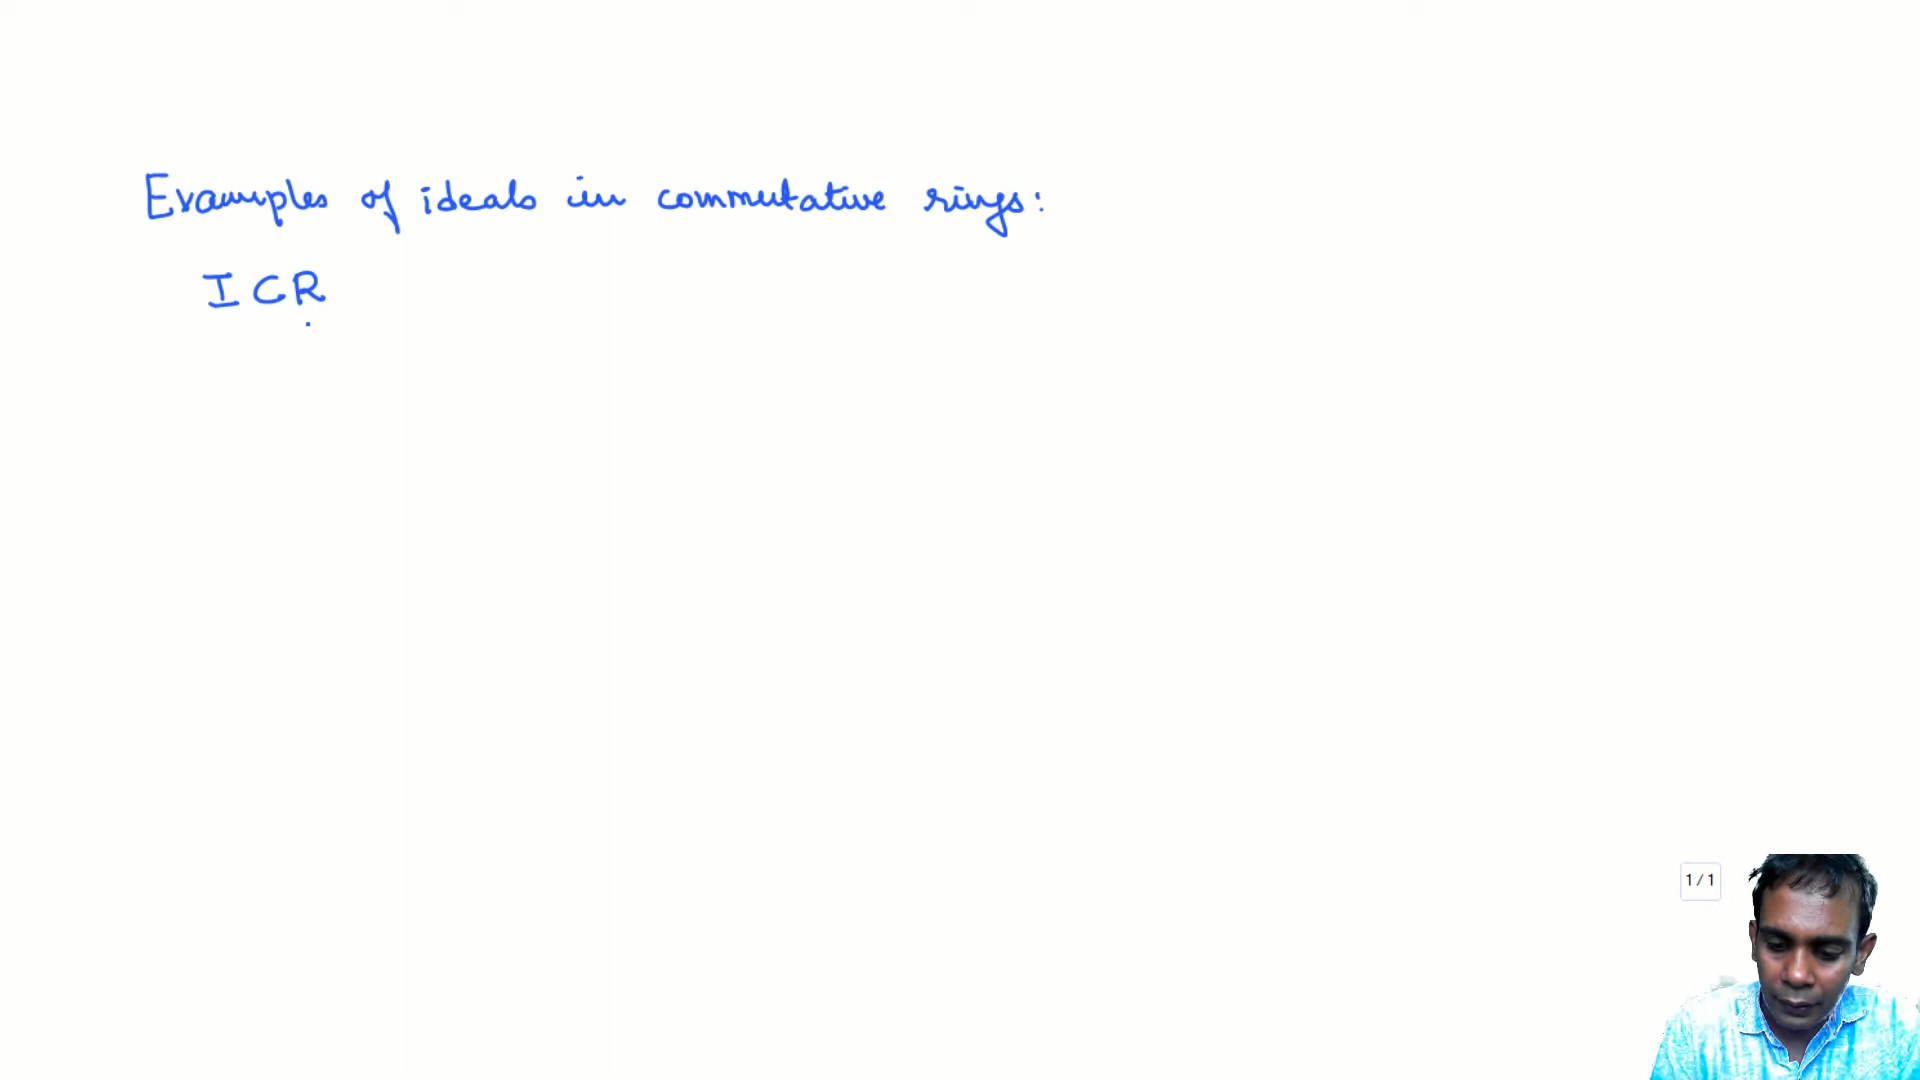 Examples of ideals in commutative rings:
I ⊂ R
1 / 1